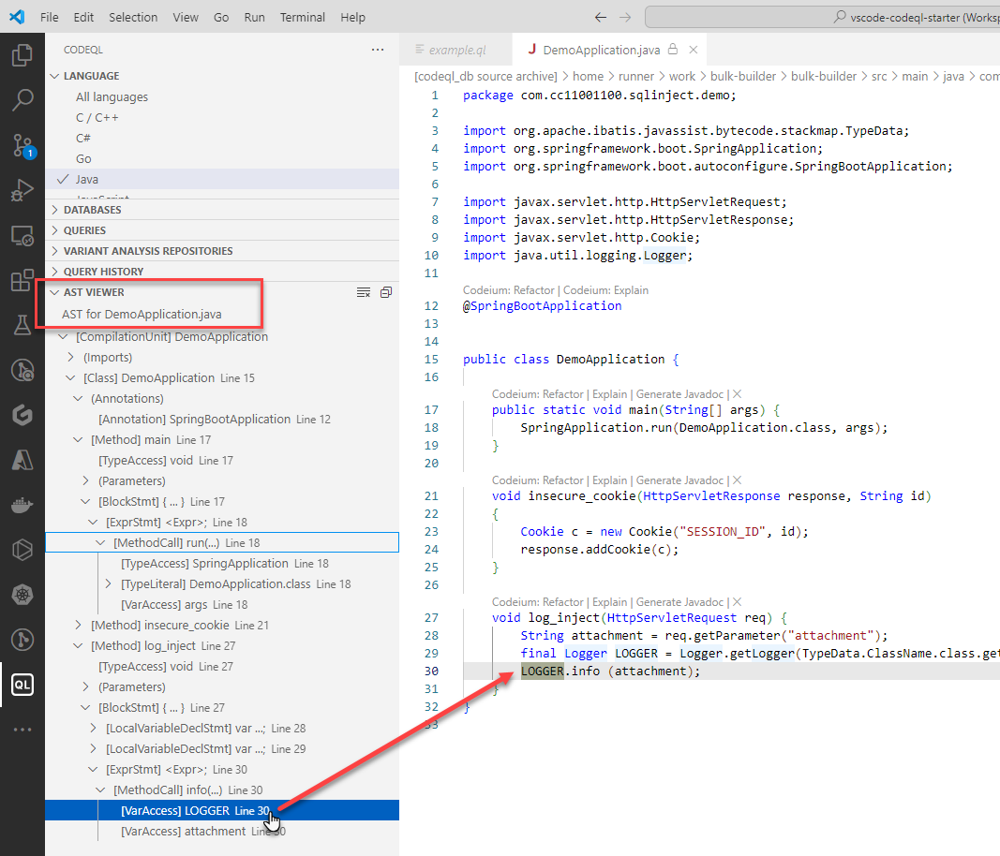 File Edit Selection View Go Run Terminal Help
vscode-codeql-starter (Works
CODEQL
LANGUAGE
All languages
C / C++
C#
Go
Java
JavaScript
DATABASES
QUERIES
VARIANT ANALYSIS REPOSITORIES
QUERY HISTORY
AST VIEWER
AST for DemoApplication.java
[CompilationUnit] DemoApplication
(Imports)
[Class] DemoApplication Line 15
(Annotations)
[Annotation] SpringBootApplication Line 12
[Method] main Line 17
[TypeAccess] void Line 17
(Parameters)
[BlockStmt] { ... } Line 17
[ExprStmt] <Expr>; Line 18
[MethodCall] run(...) Line 18
[TypeAccess] SpringApplication Line 18
[TypeLiteral] DemoApplication.class Line 18
[VarAccess] args Line 18
[Method] insecure_cookie Line 21
[Method] log_inject Line 27
[TypeAccess] void Line 27
(Parameters)
[BlockStmt] { ... } Line 27
[LocalVariableDeclStmt] var ...; Line 28
[LocalVariableDeclStmt] var ...; Line 29
[ExprStmt] <Expr>; Line 30
[MethodCall] info(...) Line 30
[VarAccess] LOGGER Line 30
[VarAccess] attachment Line 30
1
QL
example.ql
J DemoApplication.java
[codeql_db source archive] > home > runner > work > bulk-builder > bulk-builder > src > main > java > com
1 package com.cc11001100.sqlinject.demo;
2
3 import org.apache.ibatis.javassist.bytecode.stackmap.TypeData;
4 import org.springframework.boot.SpringApplication;
5 import org.springframework.boot.autoconfigure.SpringBootApplication;
6
7 import javax.servlet.http.HttpServletRequest;
8 import javax.servlet.http.HttpServletResponse;
9 import javax.servlet.http.Cookie;
10 import java.util.logging.Logger;
11
Codeium: Refactor | Codeium: Explain
12 @SpringBootApplication
13
14
15 public class DemoApplication {
16
Codeium: Refactor | Explain | Generate Javadoc | X
17 public static void main(String[] args) {
18 SpringApplication.run(DemoApplication.class, args);
19 }
20
Codeium: Refactor | Explain | Generate Javadoc | X
21 void insecure_cookie(HttpServletResponse response, String id)
22 {
23 Cookie c = new Cookie("SESSION_ID", id);
24 response.addCookie(c);
25 }
26
Codeium: Refactor | Explain | Generate Javadoc | X
27 void log_inject(HttpServletRequest req) {
28 String attachment = req.getParameter("attachment");
29 final Logger LOGGER = Logger.getLogger(TypeData.ClassName.class.get
30 LOGGER.info (attachment);
31 }
32 }
33